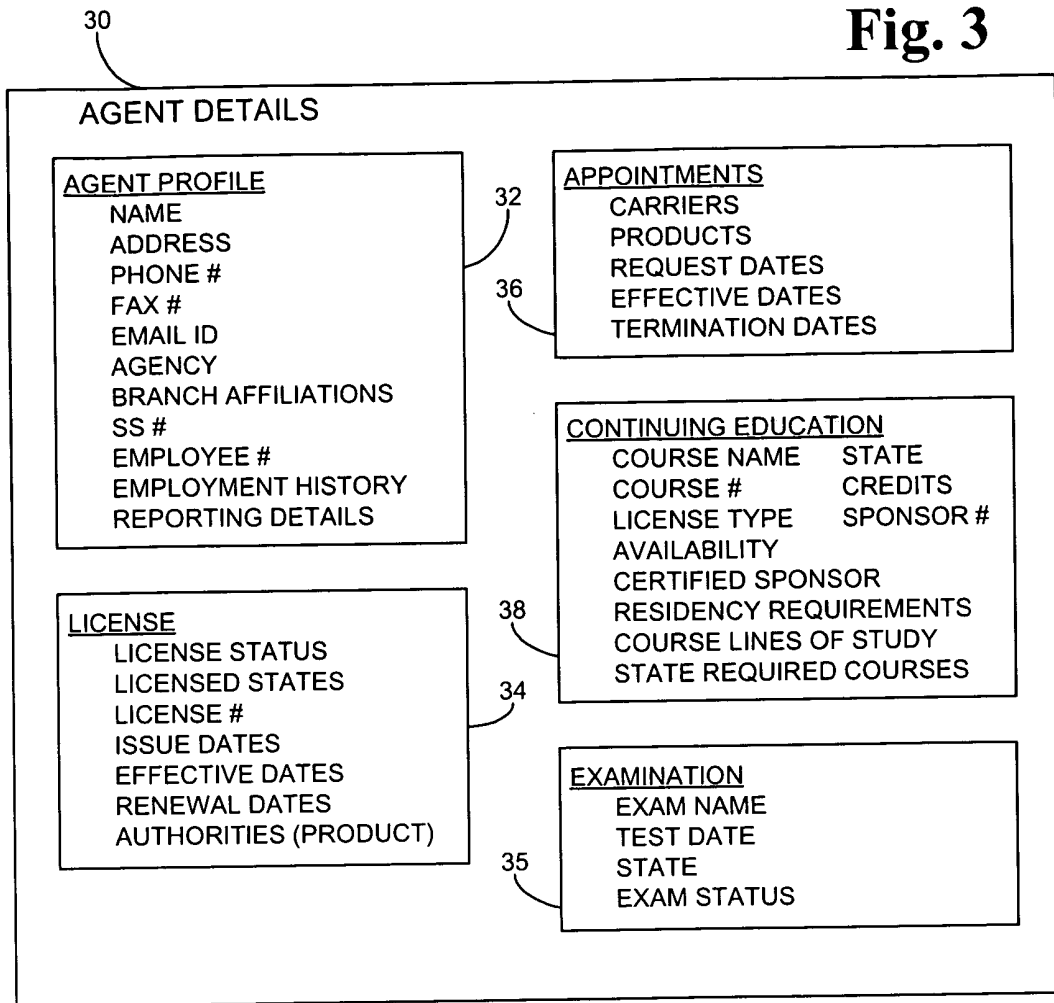 Fig. 3
30
AGENT DETAILS
AGENT PROFILE
NAME
ADDRESS
PHONE #
FAX #
EMAIL ID
AGENCY
BRANCH AFFILIATIONS
SS #
EMPLOYEE #
EMPLOYMENT HISTORY
REPORTING DETAILS
32
LICENSE
LICENSE STATUS
LICENSED STATES
LICENSE #
ISSUE DATES
EFFECTIVE DATES
RENEWAL DATES
AUTHORITIES (PRODUCT)
34
APPOINTMENTS
CARRIERS
PRODUCTS
REQUEST DATES
EFFECTIVE DATES
TERMINATION DATES
36
CONTINUING EDUCATION
COURSE NAME STATE
COURSE # CREDITS
LICENSE TYPE SPONSOR #
AVAILABILITY
CERTIFIED SPONSOR
RESIDENCY REQUIREMENTS
COURSE LINES OF STUDY
STATE REQUIRED COURSES
38
EXAMINATION
EXAM NAME
TEST DATE
STATE
EXAM STATUS
35